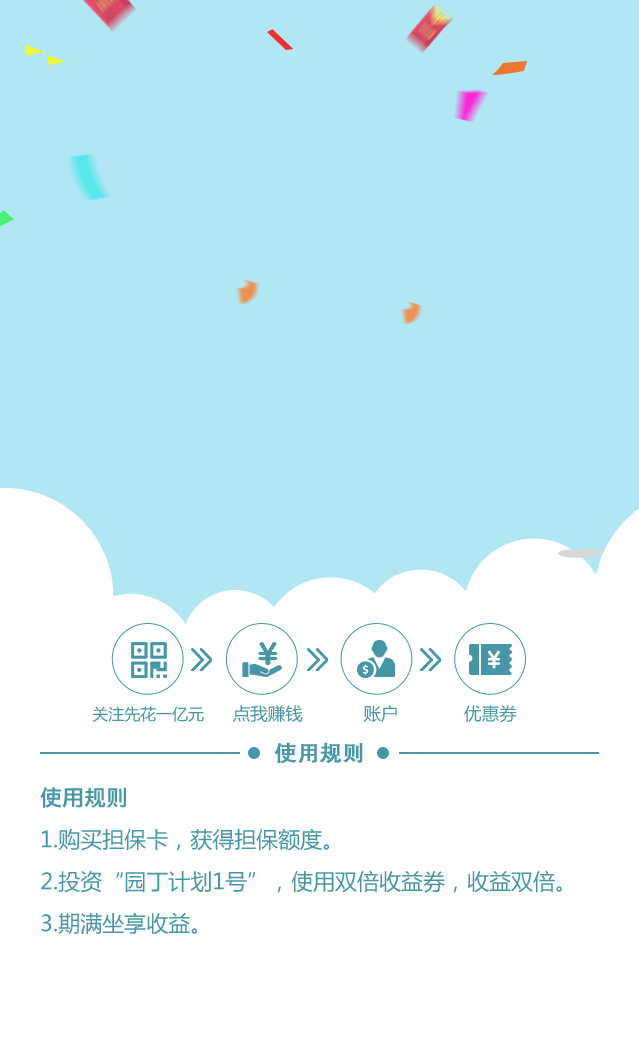 关注先花一亿元 点我赚钱 账户 优惠券
使用规则
使用规则
1.购买担保卡，获得担保额度。
2.投资“园丁计划1号”，使用双倍收益券，收益双倍。
3.期满坐享收益。